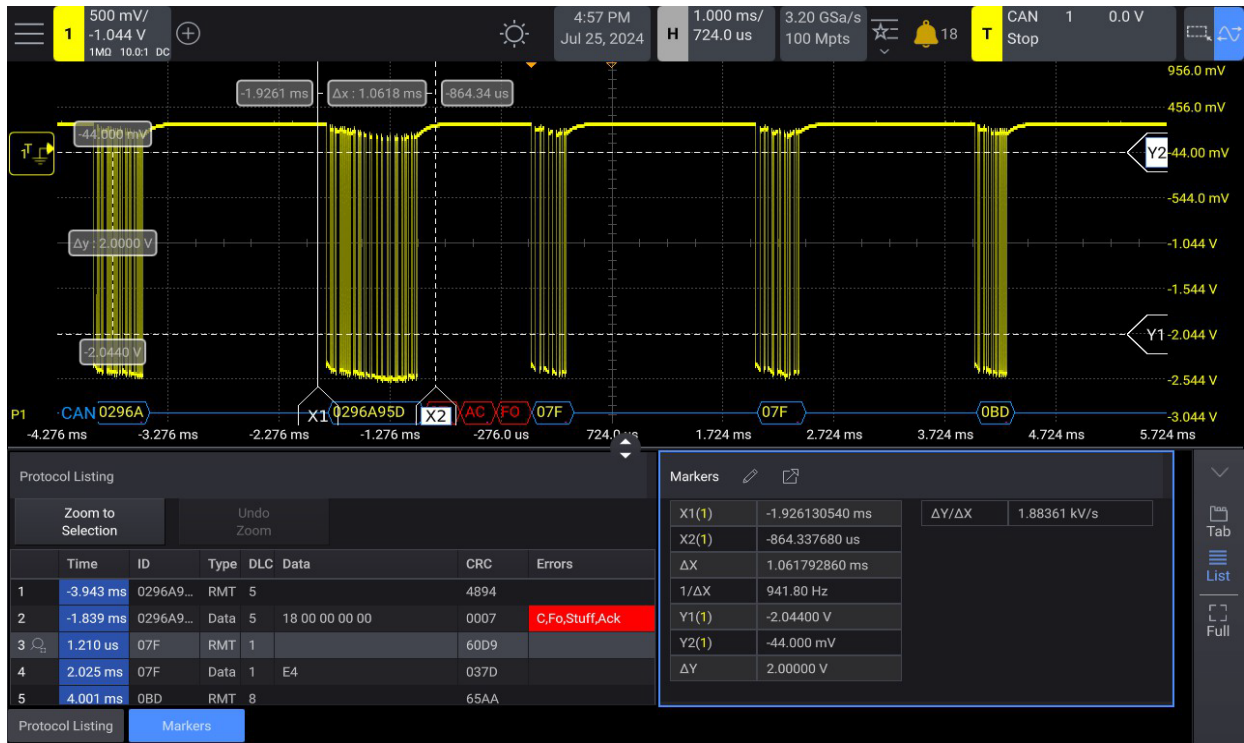 1 500 mV/ 4:57 PM H 1.000 ms/ 3.20 GSa/s CAN 1 0.0 V
-1.044 V Jul 25, 2024 724.0 us 100 Mpts 18 T Stop
1MΩ 10.0:1 DC
956.0 mV
-1.9261 ms Δx : 1.0618 ms -864.34 us
456.0 mV
-44.000 mV
1T Y2 -44.00 mV
-544.0 mV
Δy : 2.0000 V -1.044 V
-1.544 V
Y1 -2.044 V
-2.0440 V
-2.544 V
P1 CAN 0296A X1 0296A95D X2 AC FO 07F 07F 0BD -3.044 V
-4.276 ms -3.276 ms -2.276 ms -1.276 ms -276.0 us 724.0 us 1.724 ms 2.724 ms 3.724 ms 4.724 ms 5.724 ms
Protocol Listing
Zoom to Selection Undo Zoom
Time ID Type DLC Data CRC Errors
1 -3.943 ms 0296A9... RMT 5 4894
2 -1.839 ms 0296A9... Data 5 18 00 00 00 00 0007 C,Fo,Stuff,Ack
3 1.210 us 07F RMT 1 60D9
4 2.025 ms 07F Data 1 E4 037D
5 4.001 ms 0BD RMT 8 65AA
Markers
X1(1) -1.926130540 ms ΔY/ΔX 1.88361 kV/s
X2(1) -864.337680 us
ΔX 1.061792860 ms
1/ΔX 941.80 Hz
Y1(1) -2.04400 V
Y2(1) -44.000 mV
ΔY 2.00000 V
Tab
List
Full
Protocol Listing Markers